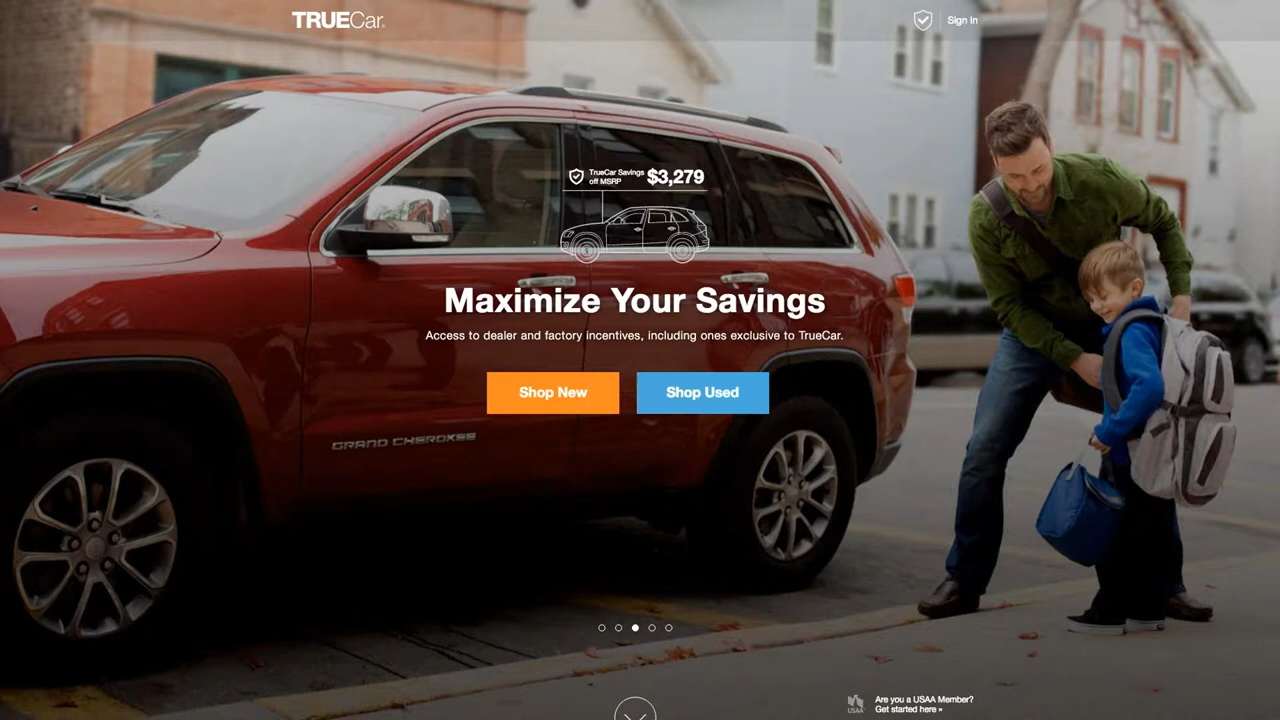 TRUECar
Sign In
TrueCar Savings
off MSRP
$3,279
Maximize Your Savings
Access to dealer and factory incentives, including ones exclusive to TrueCar.
Shop New
Shop Used
GRAND CHEROKEE
USAA
Are you a USAA Member?
Get started here »